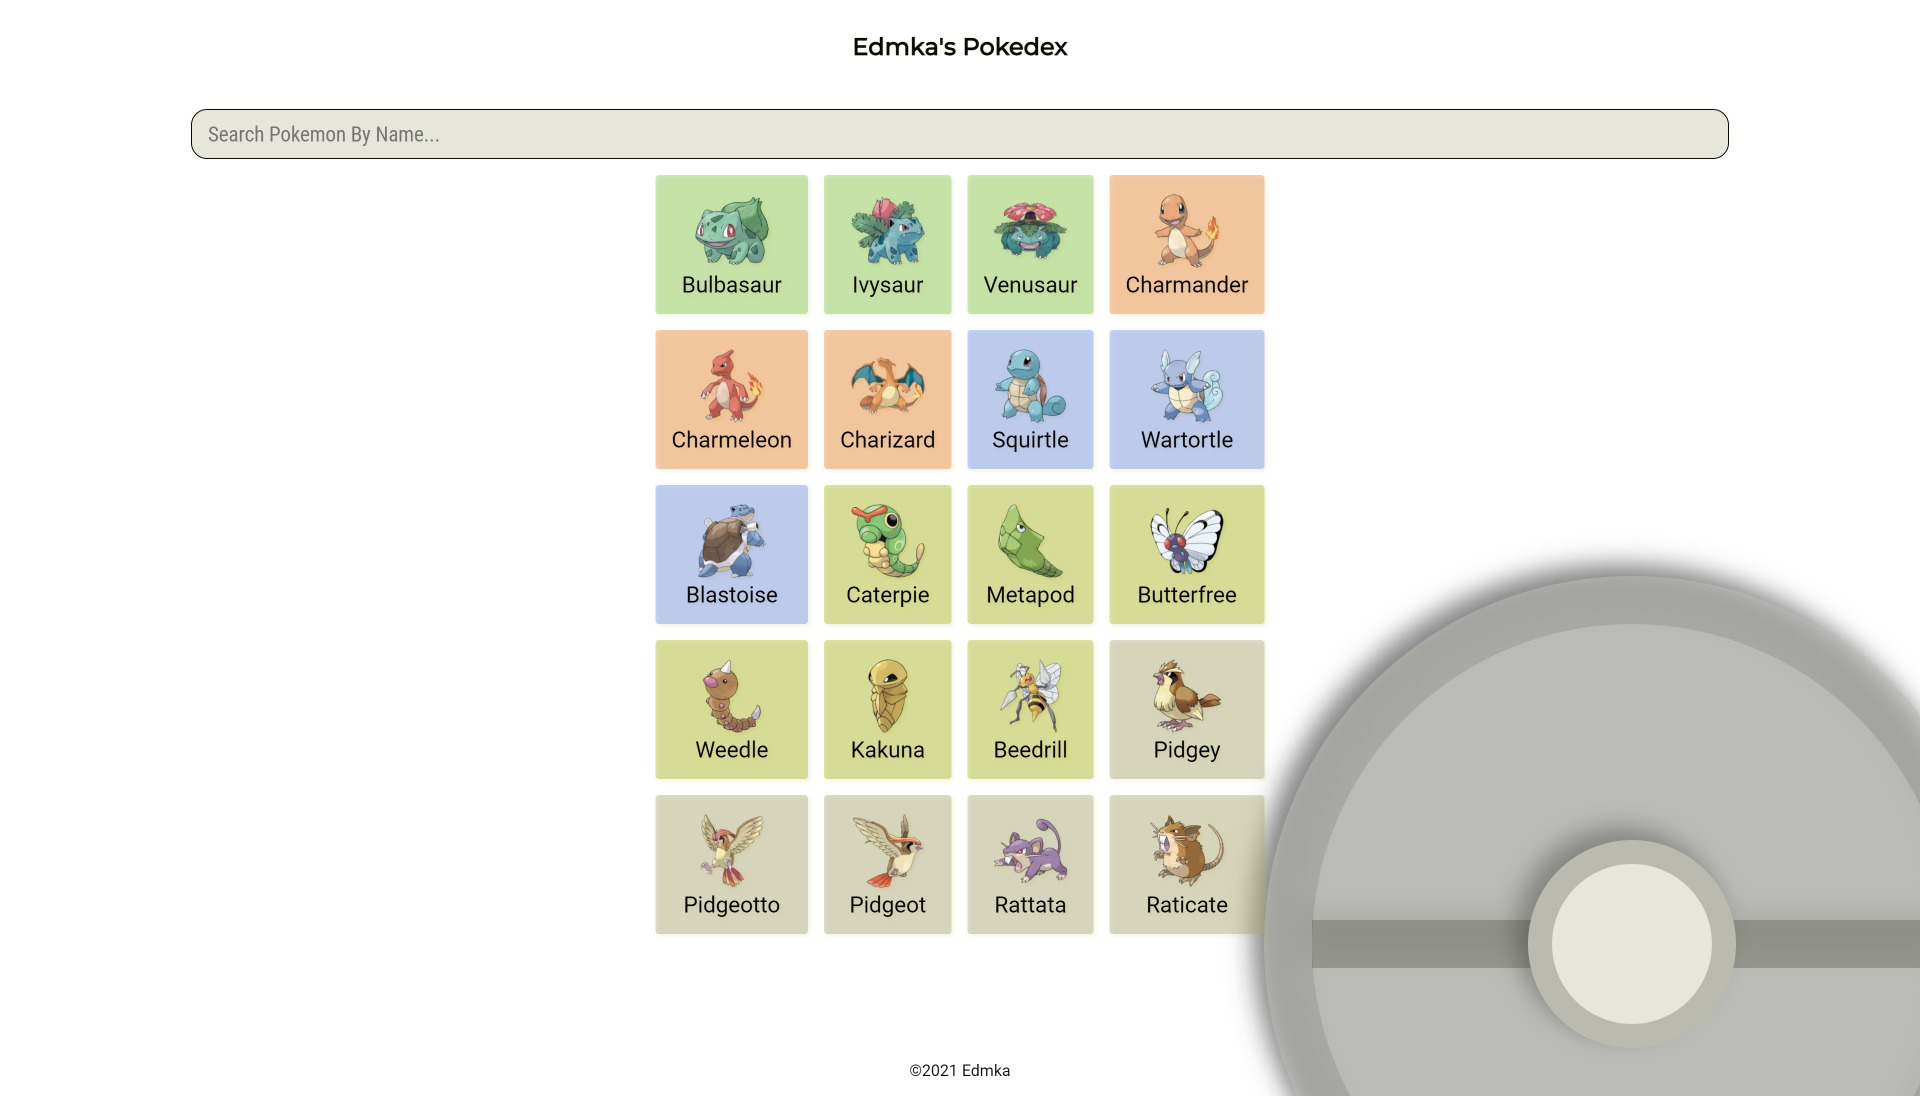 Edmka's Pokedex
Search Pokemon By Name...
Bulbasaur
Ivysaur
Venusaur
Charmander
Charmeleon
Charizard
Squirtle
Wartortle
Blastoise
Caterpie
Metapod
Butterfree
Weedle
Kakuna
Beedrill
Pidgey
Pidgeotto
Pidgeot
Rattata
Raticate
©2021 Edmka